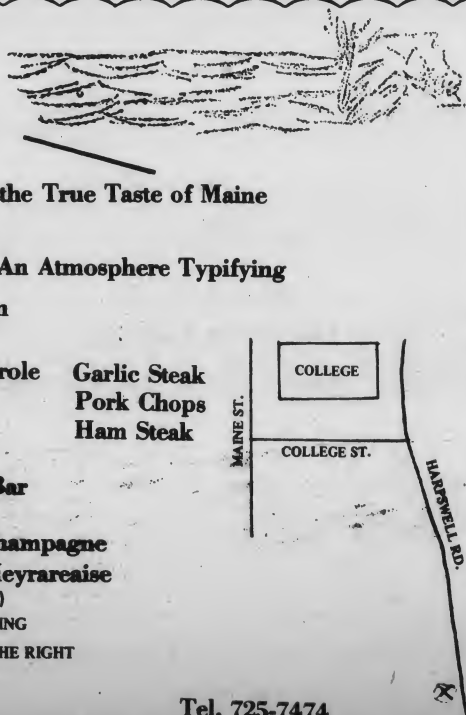 the True Taste of Maine
An Atmosphere Typifying
n
role Garlic Steak
Pork Chops
Ham Steak
Bar
hampagne
eyrareaise
)
ING
HE RIGHT
COLLEGE
MAINE ST.
COLLEGE ST.
HARPSWELL RD.
X
Tel. 725-7474